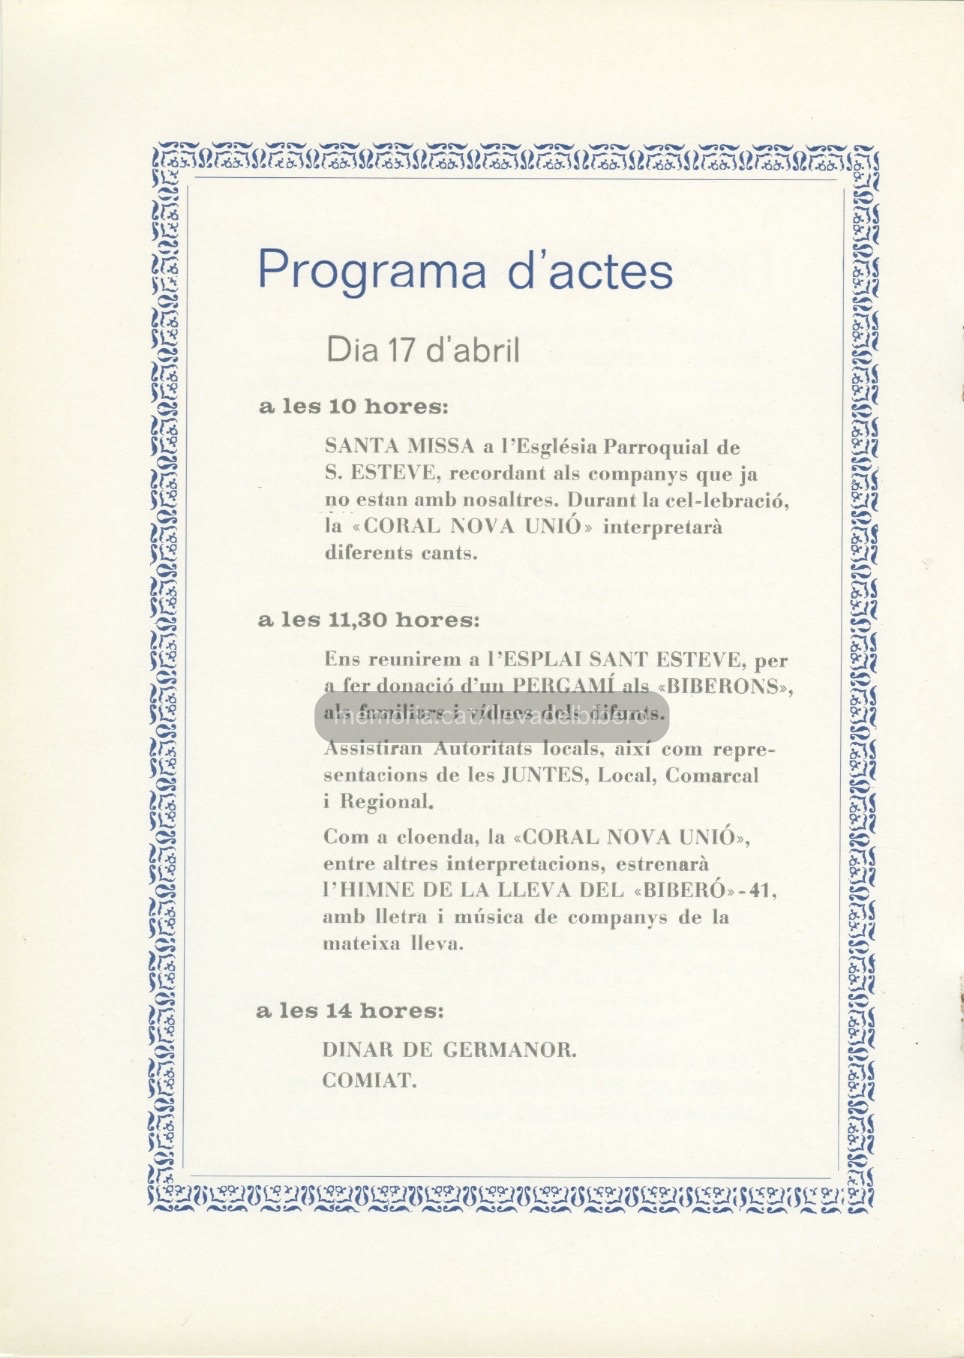 Programa d'actes
Dia 17 d'abril
a les 10 hores:
SANTA MISSA a l'Església Parroquial de
S. ESTEVE, recordant als companys que ja
no estan amb nosaltres. Durant la cel-lebració,
la «CORAL NOVA UNIÓ» interpretarà
diferents cants.
a les 11,30 hores:
Ens reunirem a l'ESPLAI SANT ESTEVE, per
a fer donació d'un PERGAMÍ als «BIBERONS»,
als familiars i vídues dels difunts.
memoria.cat/llevadelbibero
Assistiran Autoritats locals, així com repre-
sentacions de les JUNTES, Local, Comarcal
i Regional.
Com a cloenda, la «CORAL NOVA UNIÓ»,
entre altres interpretacions, estrenarà
l'HIMNE DE LA LLEVA DEL «BIBERÓ»-41,
amb lletra i música de companys de la
mateixa lleva.
a les 14 hores:
DINAR DE GERMANOR.
COMIAT.